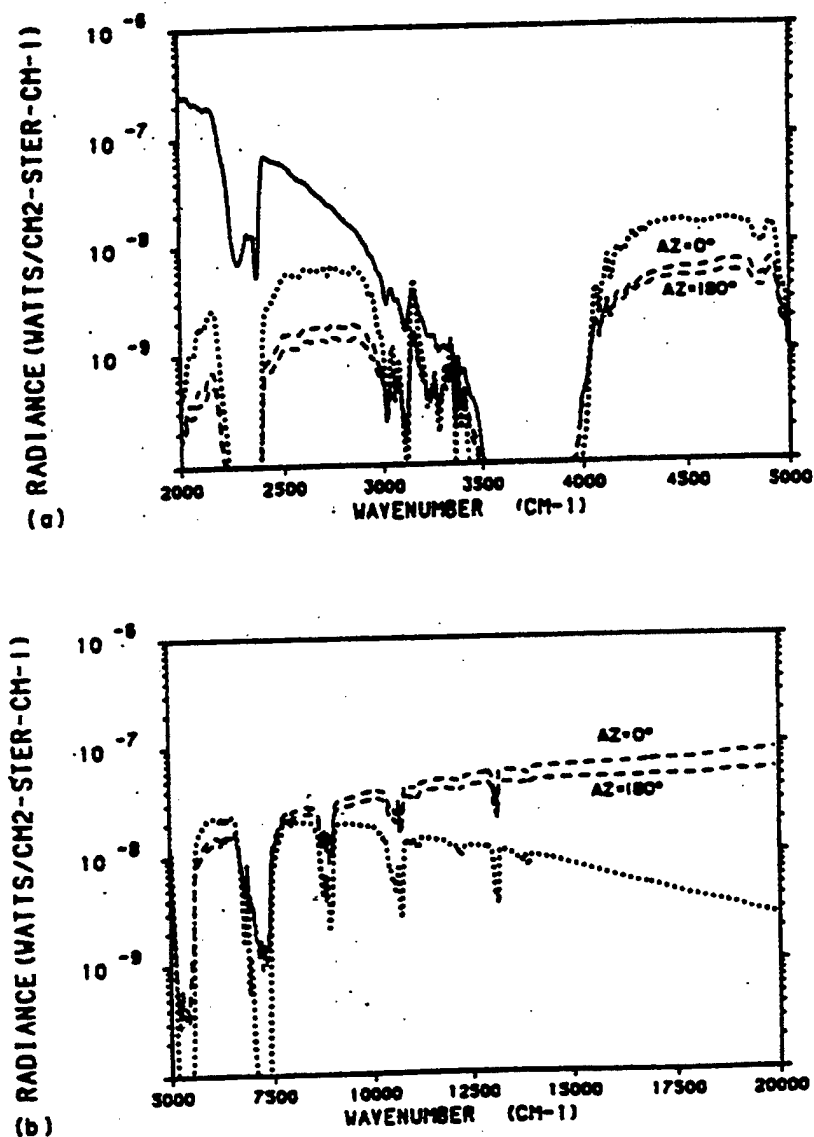 10 -6
10 -7
10 -8
10 -9
RADIANCE (WATTS/CM2-STER-CM-1)
AZ=0°
AZ=180°
2000 2500 3000 3500 4000 4500 5000
WAVENUMBER (CM-1)
(a)
10 -6
10 -7
10 -8
10 -9
RADIANCE (WATTS/CM2-STER-CM-1)
AZ=0°
AZ=180°
5000 7500 10000 12500 15000 17500 20000
WAVENUMBER (CM-1)
(b)